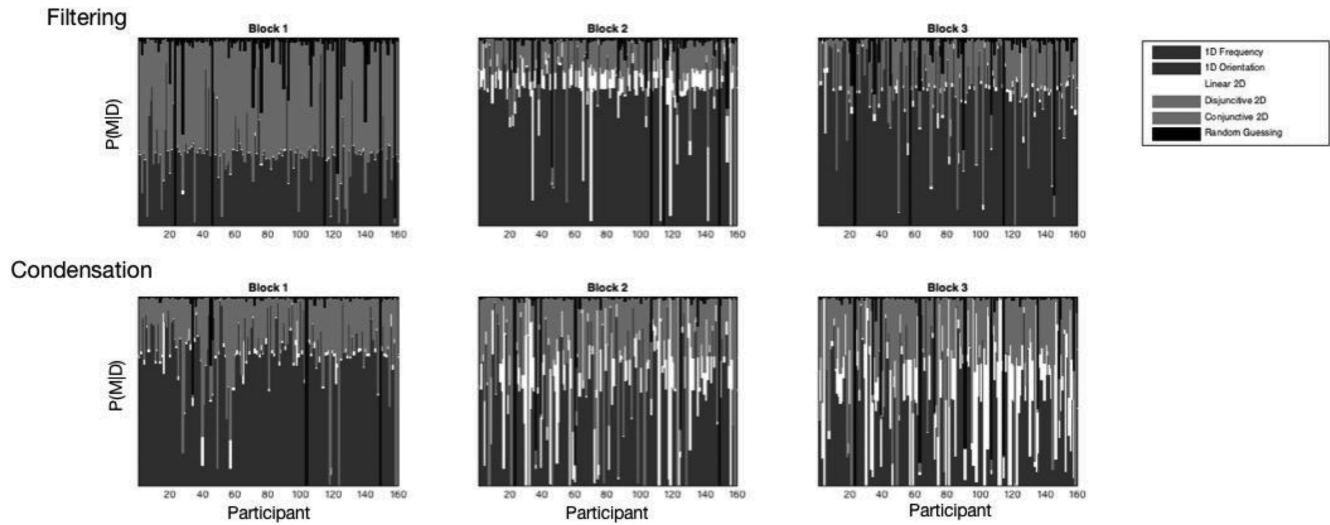 Filtering
Block 1
Block 2
Block 3
P(M|D)
20 40 60 80 100 120 140 160
20 40 60 80 100 120 140 160
20 40 60 80 100 120 140 160
1D Frequency
1D Orientation
Linear 2D
Disjuncitive 2D
Conjunctive 2D
Random Guessing
Condensation
Block 1
Block 2
Block 3
P(M|D)
20 40 60 80 100 120 140 160
20 40 60 80 100 120 140 160
20 40 60 80 100 120 140 160
Participant
Participant
Participant